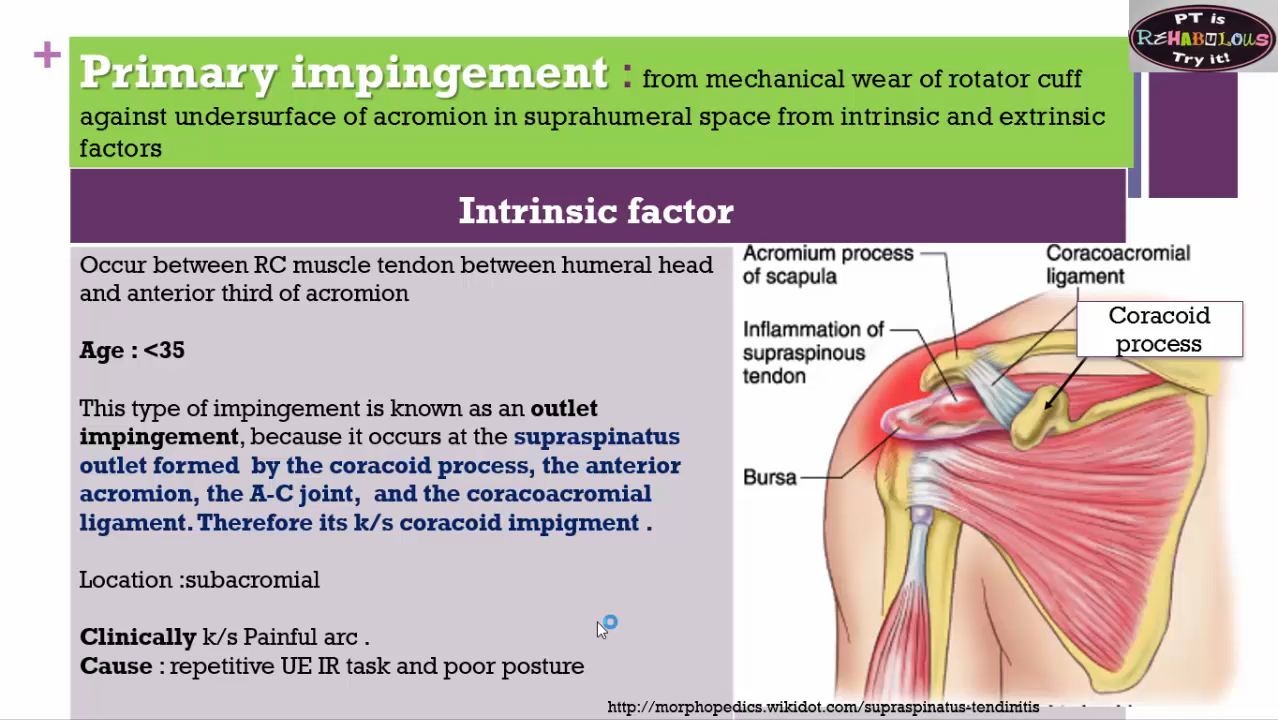 PT is
REHABULOUS
Try it!
+
Primary impingement : from mechanical wear of rotator cuff
against undersurface of acromion in suprahumeral space from intrinsic and extrinsic
factors
Intrinsic factor
Occur between RC muscle tendon between humeral head
and anterior third of acromion
Age : <35
This type of impingement is known as an outlet
impingement, because it occurs at the supraspinatus
outlet formed by the coracoid process, the anterior
acromion, the A-C joint, and the coracoacromial
ligament. Therefore its k/s coracoid impigment .
Location :subacromial
Clinically k/s Painful arc .
Cause : repetitive UE IR task and poor posture
Acromium process
of scapula
Coracoacromial
ligament
Coracoid
process
Inflammation of
supraspinous
tendon
Bursa
http://morphopedics.wikidot.com/supraspinatus-tendinitis